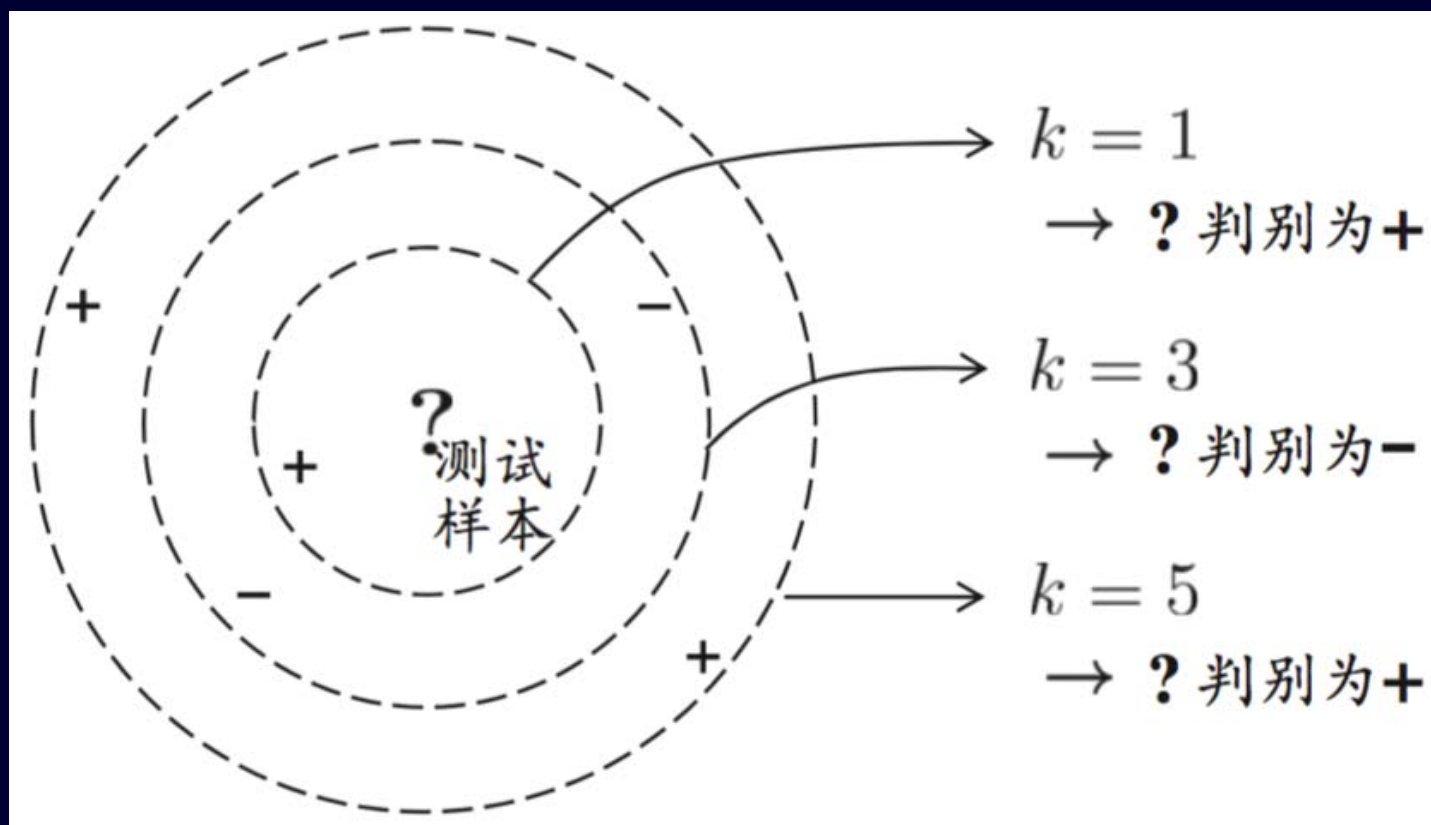 k = 1
→ ?判别为+
+
−
k = 3
?
→ ?判别为−
+
测试
样本
k = 5
−
+
→ ?判别为+